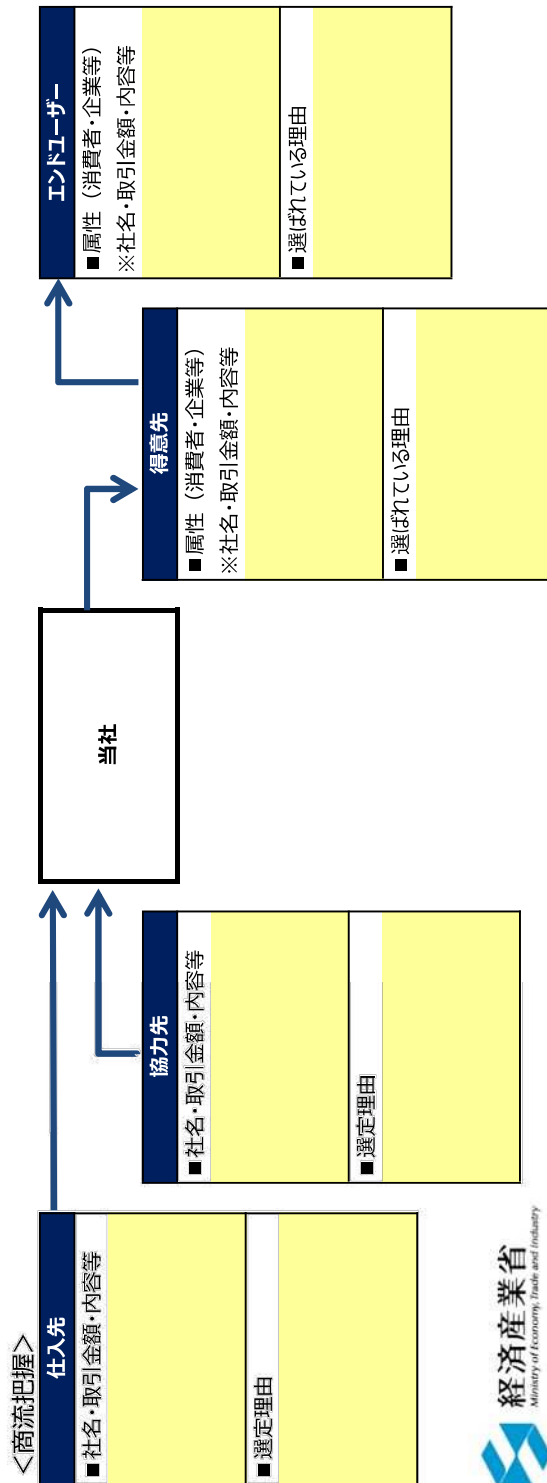 ＜商流把握＞
仕入先
■社名・取引金額・内容等
■選定理由
協力先
■社名・取引金額・内容等
■選定理由
当社
得意先
■属性（消費者・企業等）
※社名・取引金額・内容等
■選ばれている理由
エンドユーザー
■属性（消費者・企業等）
※社名・取引金額・内容等
■選ばれている理由
経済産業省
Ministry of Economy, Trade and Industry